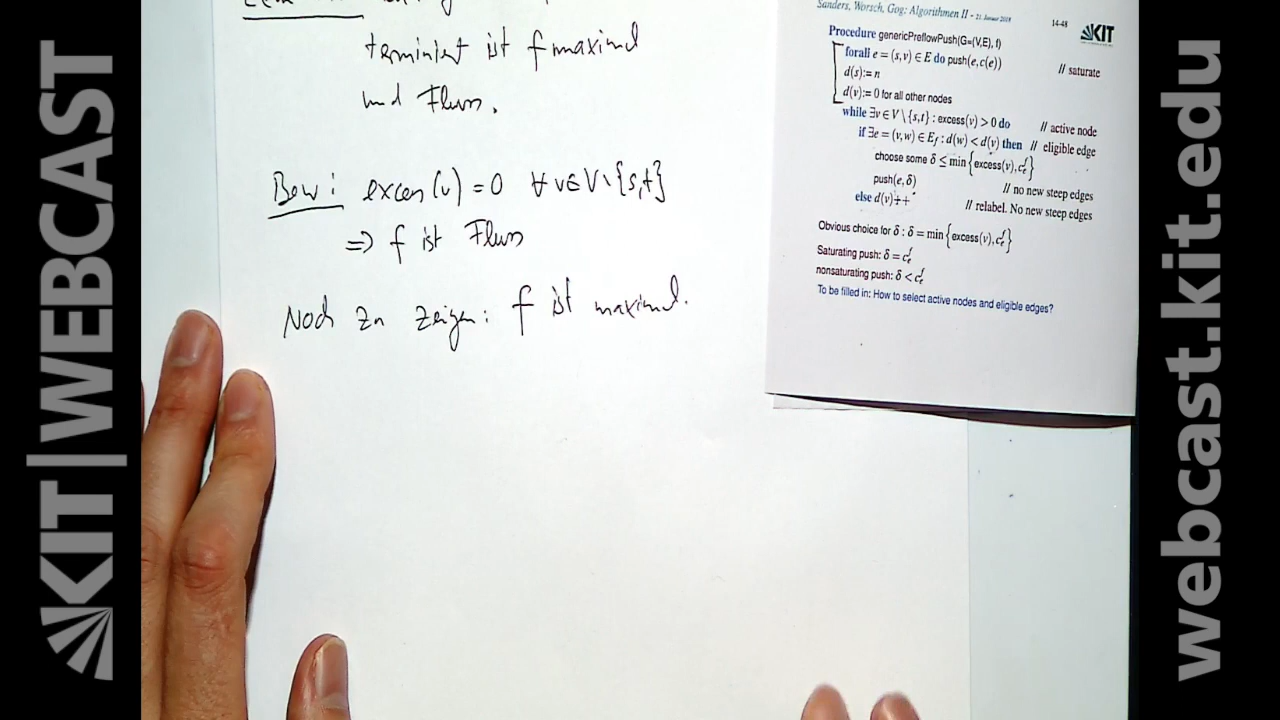 terminiert ist f maximal
und Fluss.
Bew: excess(v) = 0 ∀ v ∈ V \ {s,t}
⇒ f ist Fluss
Noch zu zeigen: f ist maximal.
Sanders, Worsch, Gog: Algorithmen II - 21. Januar 2019
14-48
KIT
Procedure genericPreflowPush(G=(V,E), f)
forall e = (s,v) ∈ E do push(e,c(e)) // saturate
d(s):= n
d(v):= 0 for all other nodes
while ∃v ∈ V \ {s,t} : excess(v) > 0 do // active node
if ∃e = (v,w) ∈ E_f : d(w) < d(v) then // eligible edge
choose some δ ≤ min {excess(v), c_e^f}
push(e,δ) // no new steep edges
else d(v)++ // relabel. No new steep edges
Obvious choice for δ : δ = min {excess(v), c_e^f}
Saturating push: δ = c_e^f
nonsaturating push: δ < c_e^f
To be filled in: How to select active nodes and eligible edges?
KIT|WEBCAST
webcast.kit.edu